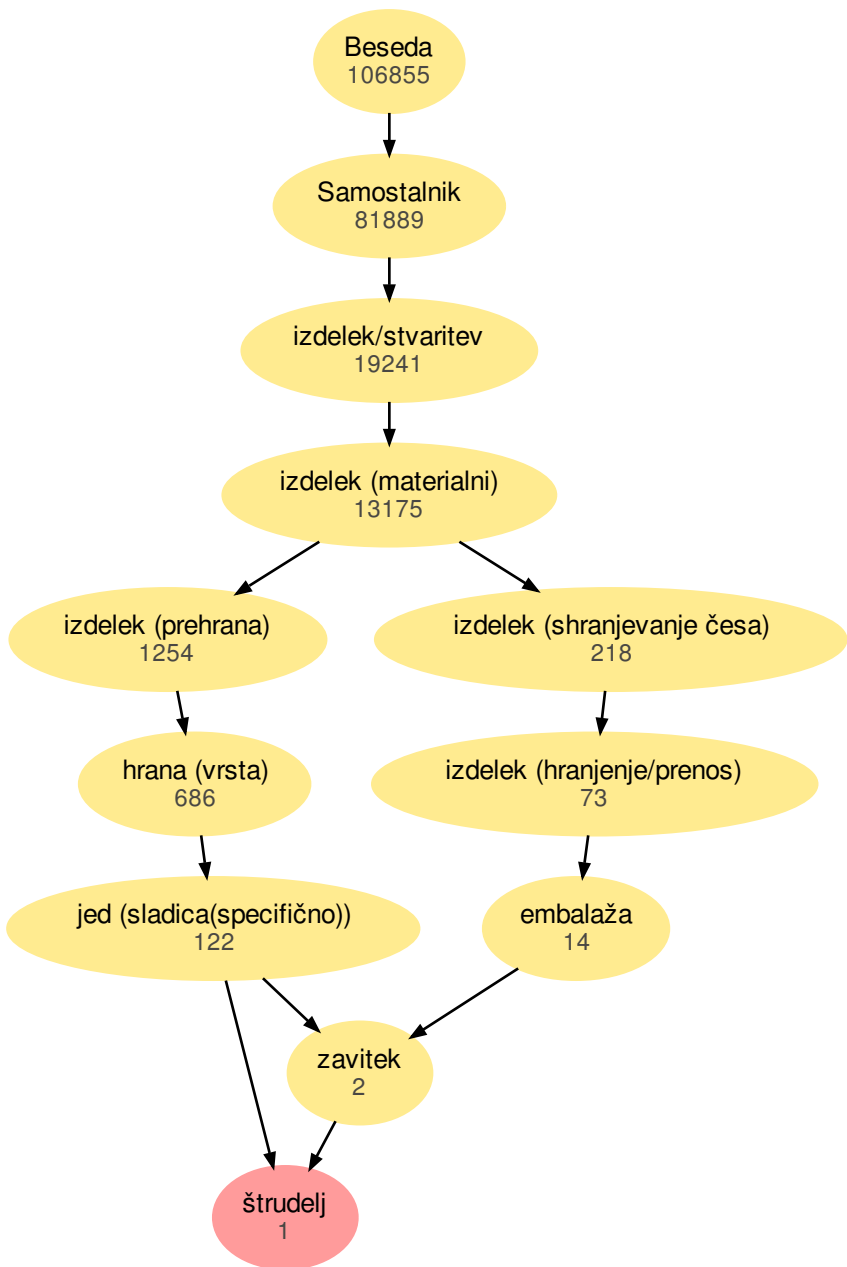 Beseda
106855
Samostalnik
81889
izdelek/stvaritev
19241
izdelek (materialni)
13175
izdelek (prehrana)
1254
izdelek (shranjevanje česa)
218
hrana (vrsta)
686
izdelek (hranjenje/prenos)
73
jed (sladica(specifično))
122
embalaža
14
zavitek
2
štrudelj
1